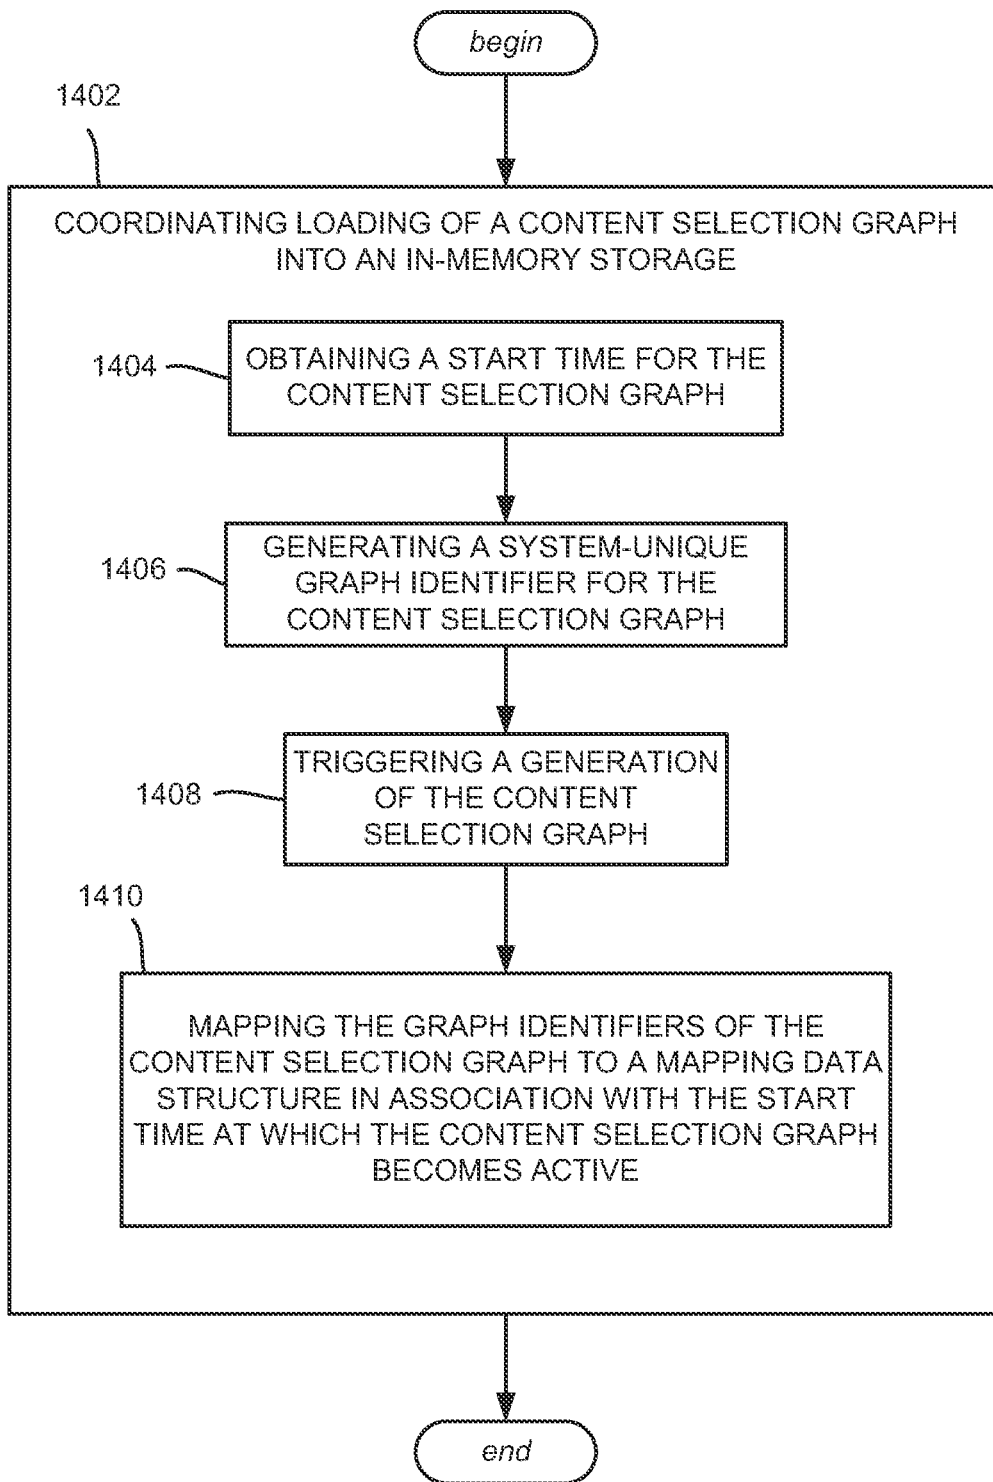 begin
1402
COORDINATING LOADING OF A CONTENT SELECTION GRAPH
INTO AN IN-MEMORY STORAGE
1404
OBTAINING A START TIME FOR THE
CONTENT SELECTION GRAPH
1406
GENERATING A SYSTEM-UNIQUE
GRAPH IDENTIFIER FOR THE
CONTENT SELECTION GRAPH
1408
TRIGGERING A GENERATION
OF THE CONTENT
SELECTION GRAPH
1410
MAPPING THE GRAPH IDENTIFIERS OF THE
CONTENT SELECTION GRAPH TO A MAPPING DATA
STRUCTURE IN ASSOCIATION WITH THE START
TIME AT WHICH THE CONTENT SELECTION GRAPH
BECOMES ACTIVE
end